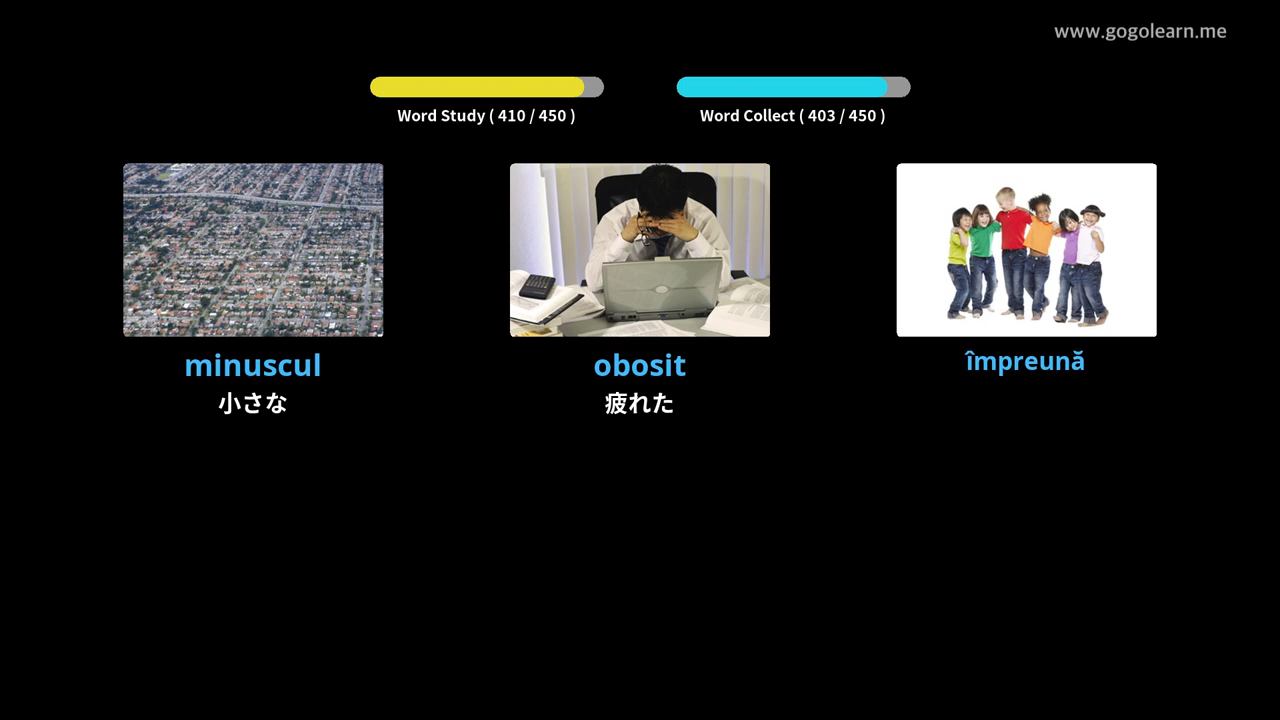 www.gogolearn.me
Word Study ( 410 / 450 )
Word Collect ( 403 / 450 )
minuscul
小さな
obosit
疲れた
împreună